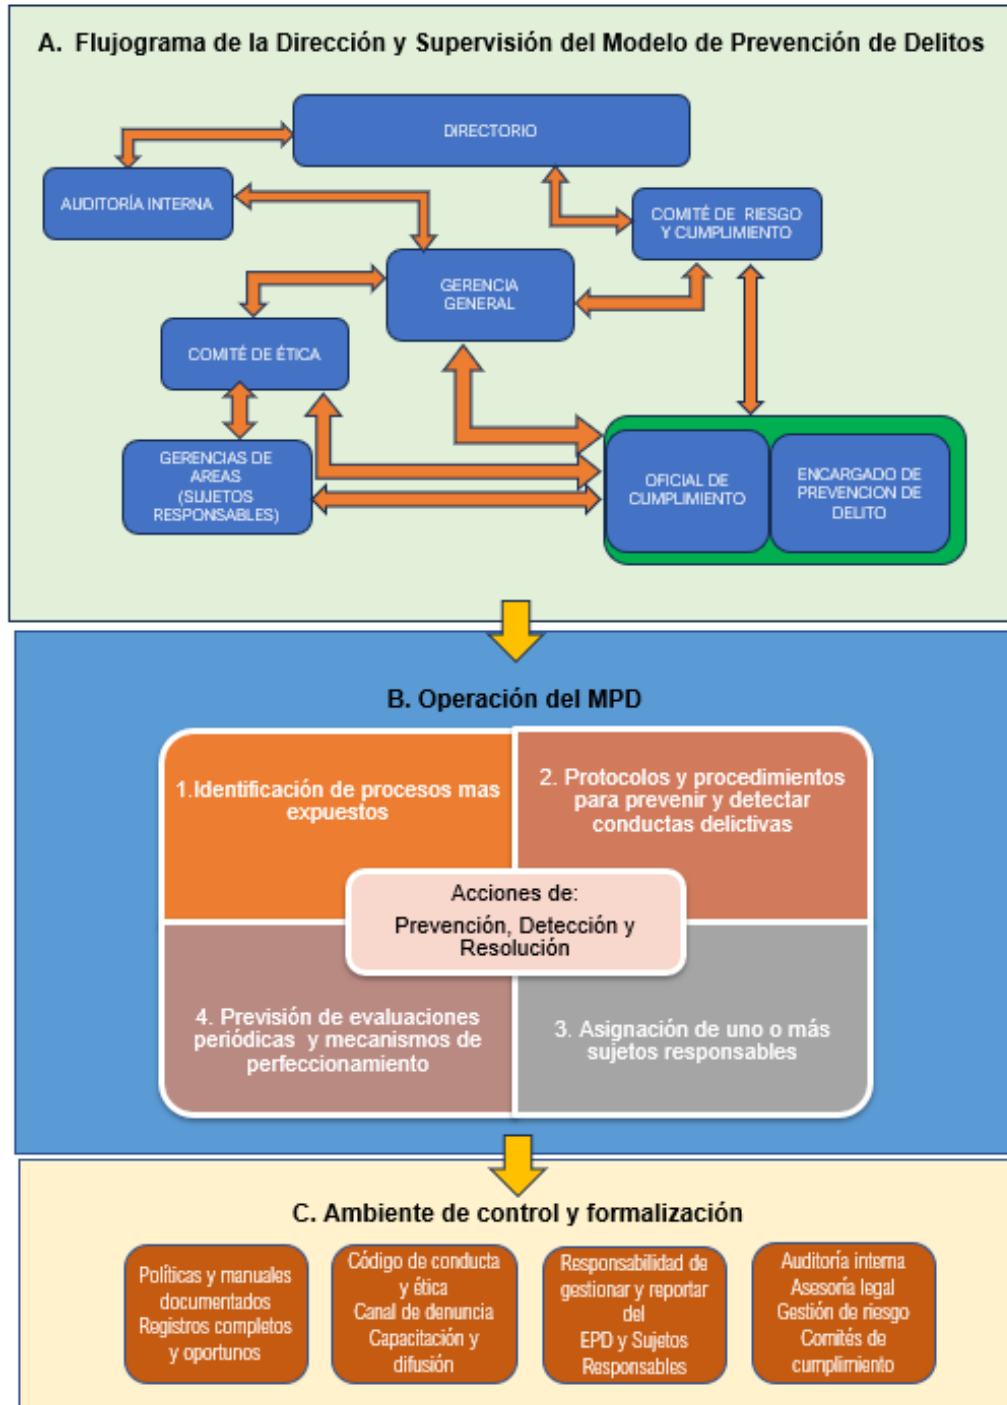 A. Flujograma de la Dirección y Supervisión del Modelo de Prevención de Delitos
DIRECTORIO
AUDITORÍA INTERNA
COMITÉ DE RIESGO
Y CUMPLIMIENTO
GERENCIA
GENERAL
COMITÉ DE ÉTICA
GERENCIAS DE
AREAS
(SUJETOS
RESPONSABLES)
OFICIAL DE
CUMPLIMIENTO
ENCARGADO DE
PREVENCION DE
DELITO
B. Operación del MPD
1.Identificación de procesos mas
expuestos
2. Protocolos y procedimientos
para prevenir y detectar
conductas delictivas
Acciones de:
Prevención, Detección y
Resolución
4. Previsión de evaluaciones
periódicas y mecanismos de
perfeccionamiento
3. Asignación de uno o más
sujetos responsables
C. Ambiente de control y formalización
Políticas y manuales
documentados
Registros completos
y oportunos
Código de conducta
y ética
Canal de denuncia
Capacitación y
difusión
Responsabilidad de
gestionar y reportar
del
EPD y Sujetos
Responsables
Auditoría interna
Asesoría legal
Gestión de riesgo
Comités de
cumplimiento